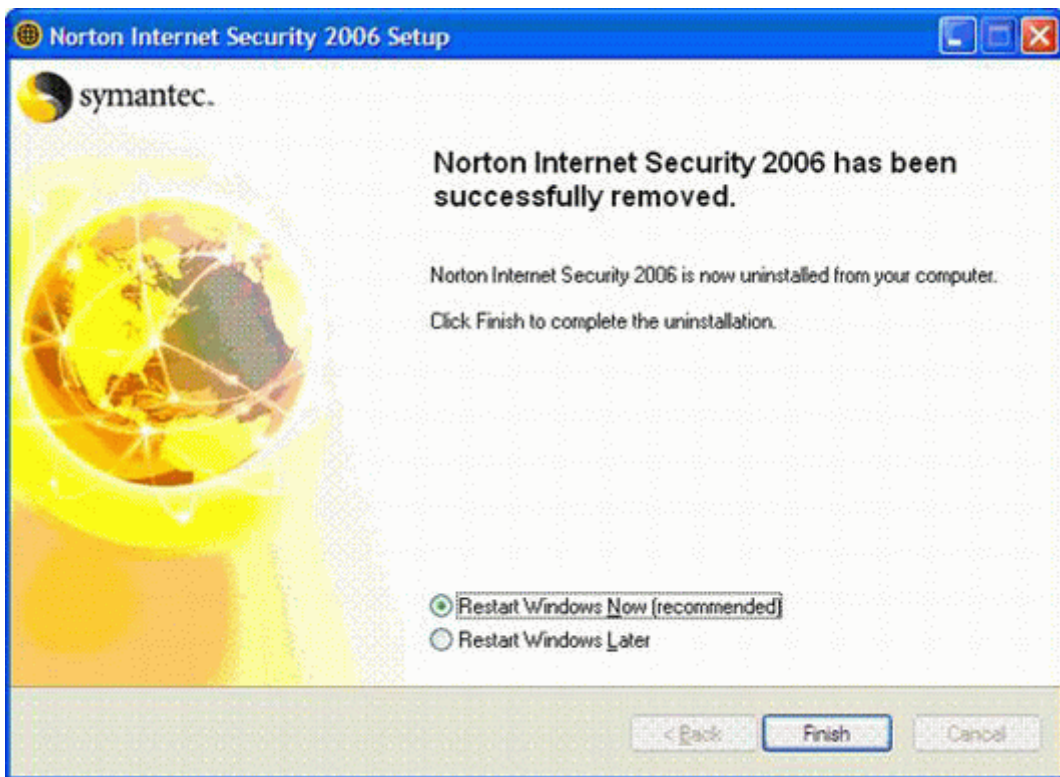 Norton Internet Security 2006 Setup
symantec.
Norton Internet Security 2006 has been
successfully removed.
Norton Internet Security 2006 is now uninstalled from your computer.
Click Finish to complete the uninstallation.
Restart Windows Now (recommended)
Restart Windows Later
< Back Finish Cancel